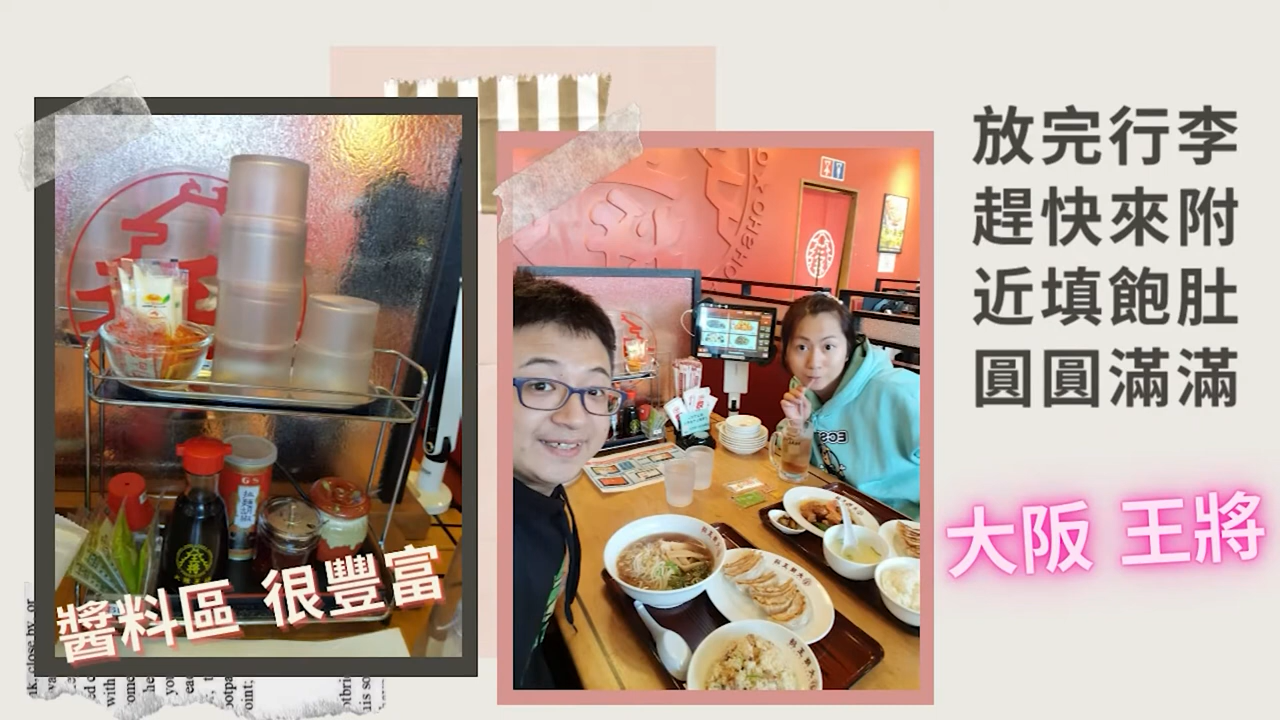 放完行李
趕快來附
近填飽肚
圓圓滿滿
大阪 王將
醬料區 很豐富